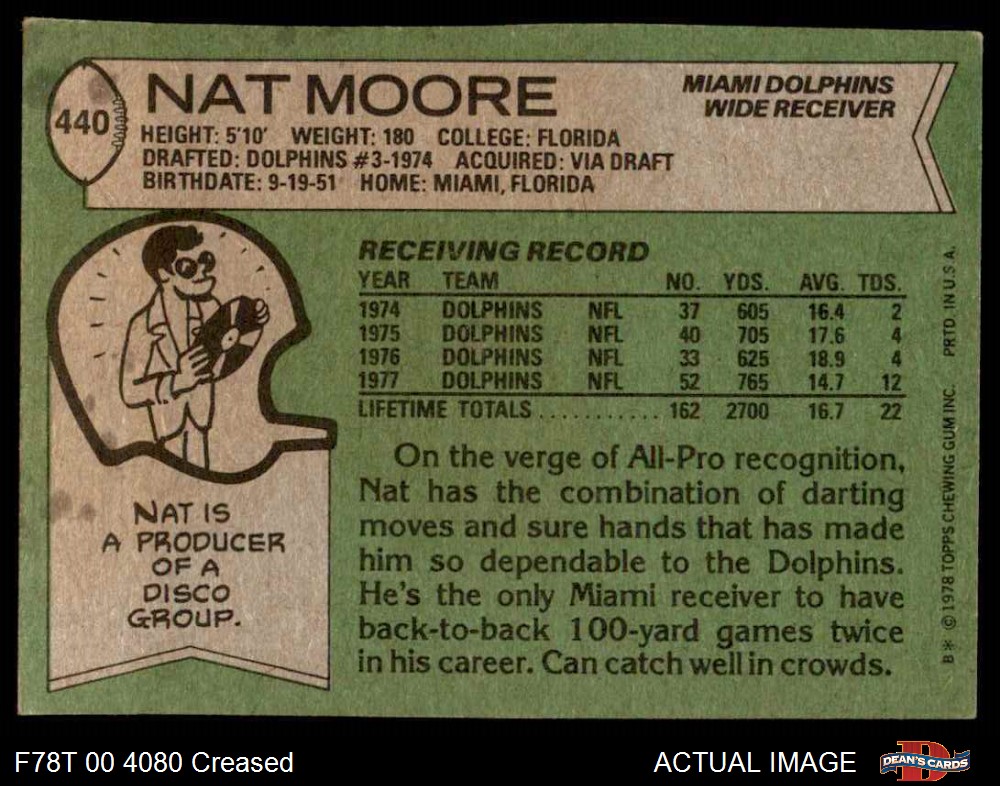 440
NAT MOORE
MIAMI DOLPHINS
WIDE RECEIVER
HEIGHT: 5'10' WEIGHT: 180 COLLEGE: FLORIDA
DRAFTED: DOLPHINS #3-1974 ACQUIRED: VIA DRAFT
BIRTHDATE: 9-19-51 HOME: MIAMI, FLORIDA
RECEIVING RECORD
YEAR TEAM NO. YDS. AVG. TDS.
1974 DOLPHINS NFL 37 605 16.4 2
1975 DOLPHINS NFL 40 705 17.6 4
1976 DOLPHINS NFL 33 625 18.9 4
1977 DOLPHINS NFL 52 765 14.7 12
LIFETIME TOTALS........... 162 2700 16.7 22
On the verge of All-Pro recognition,
Nat has the combination of darting
moves and sure hands that has made
him so dependable to the Dolphins.
He's the only Miami receiver to have
back-to-back 100-yard games twice
in his career. Can catch well in crowds.
NAT IS
A PRODUCER
OF A
DISCO
GROUP.
B* © 1978 TOPPS CHEWING GUM INC. PRTD. IN U.S.A.
F78T 00 4080 Creased
ACTUAL IMAGE
D
DEAN'S CARDS